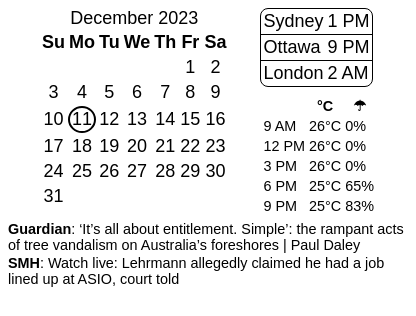 December 2023
Su Mo Tu We Th Fr Sa
1 2
3 4 5 6 7 8 9
10 11 12 13 14 15 16
17 18 19 20 21 22 23
24 25 26 27 28 29 30
31
Sydney 1 PM
Ottawa 9 PM
London 2 AM
°C ☂
9 AM 26°C 0%
12 PM 26°C 0%
3 PM 26°C 0%
6 PM 25°C 65%
9 PM 25°C 83%
Guardian: ‘It’s all about entitlement. Simple’: the rampant acts
of tree vandalism on Australia’s foreshores | Paul Daley
SMH: Watch live: Lehrmann allegedly claimed he had a job
lined up at ASIO, court told